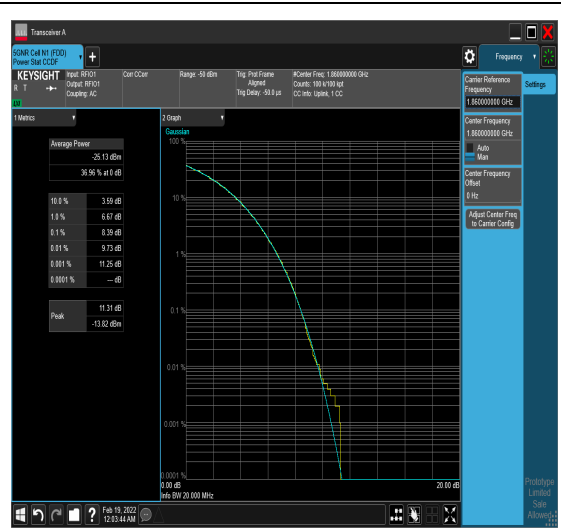 Transceiver A
5GNR Cell N1 (FDD)
Power Stat CCDF
Frequency
KEYSIGHT
R T
LXI
Input: RFIO1
Output: RFIO1
Coupling: AC
Corr CCorr
Range: -50 dBm
Trig: Prot Frame
Aligned
Trig Delay: -50.0 µs
#Center Freq: 1.860000000 GHz
Counts: 100 k/100 kpt
CC Info: Uplink, 1 CC
1 Metrics
Average Power
-25.13 dBm
36.96 % at 0 dB
10.0 % 3.59 dB
1.0 % 6.67 dB
0.1 % 8.39 dB
0.01 % 9.73 dB
0.001 % 11.25 dB
0.0001 % --- dB
Peak
11.31 dB
-13.82 dBm
2 Graph
Gaussian
100 %
10 %
1 %
0.1 %
0.01 %
0.001 %
0.0001 %
0.00 dB
20.00 dB
Info BW 20.000 MHz
Carrier Reference
Frequency
1.860000000 GHz
Settings
Center Frequency
1.860000000 GHz
Auto
Man
Center Frequency
Offset
0 Hz
Adjust Center Freq
to Carrier Config
Prototype
Limited
Sale
Allowed
?
Feb 19, 2022
12:03:44 AM